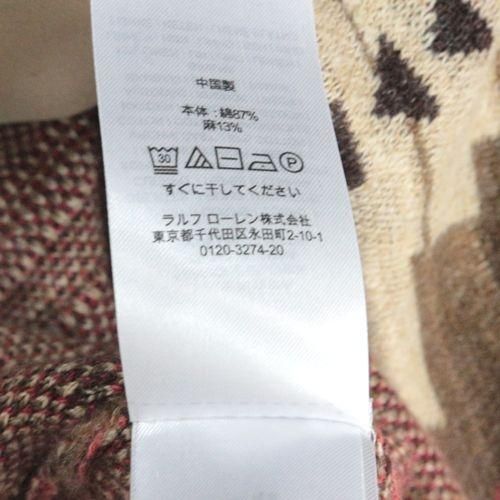 中国製
本体 : 綿87%
麻13%
30 P
すぐに干してください
ラルフ ローレン株式会社
東京都千代田区永田町2-10-1
0120-3274-20